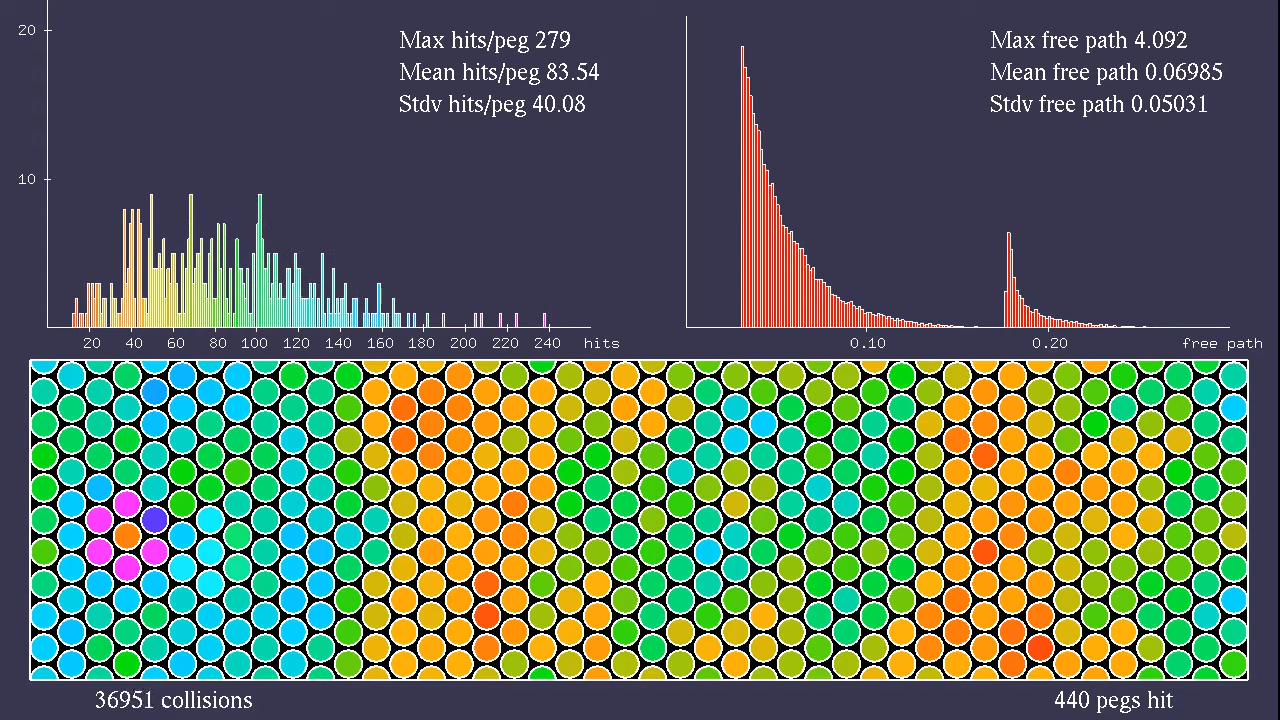 20
10
Max hits/peg 279
Mean hits/peg 83.54
Stdv hits/peg 40.08
20 40 60 80 100 120 140 160 180 200 220 240 hits
Max free path 4.092
Mean free path 0.06985
Stdv free path 0.05031
0.10 0.20 free path
36951 collisions
440 pegs hit